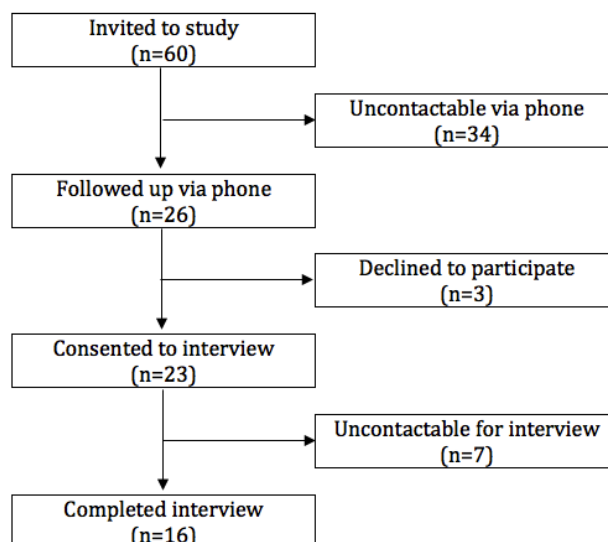 Invited to study
(n=60)
Uncontactable via phone
(n=34)
Followed up via phone
(n=26)
Declined to participate
(n=3)
Consented to interview
(n=23)
Uncontactable for interview
(n=7)
Completed interview
(n=16)